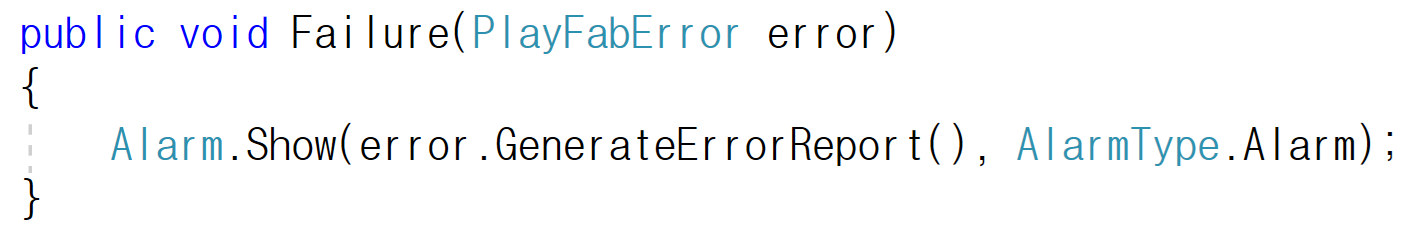 public void Failure(PlayFabError error)
{
    Alarm.Show(error.GenerateErrorReport(), AlarmType.Alarm);
}